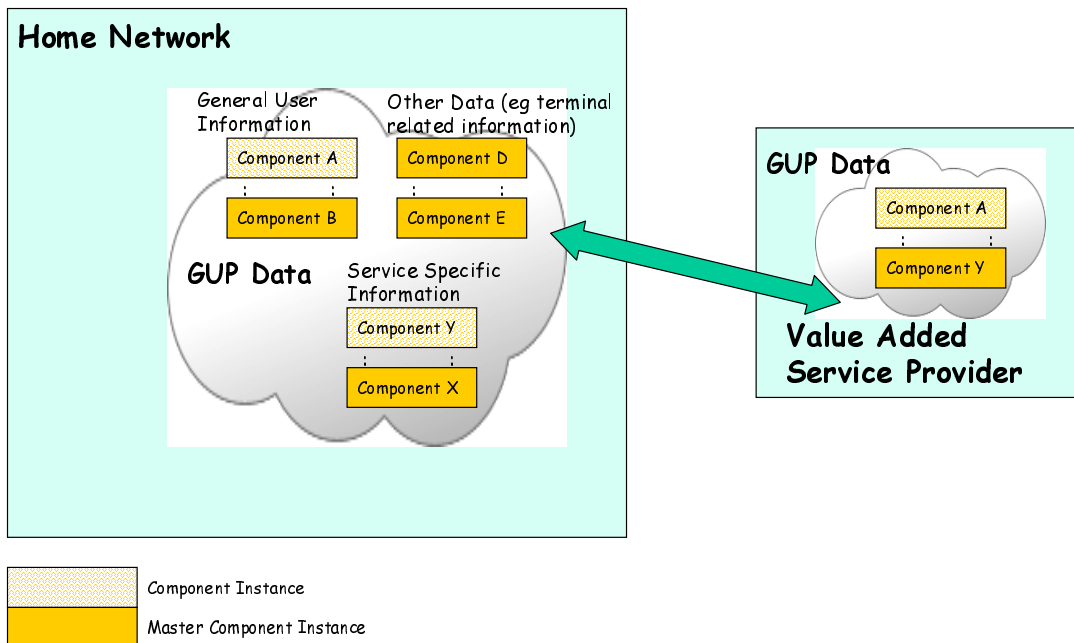 Home Network
General User
Information
Component A
Component B
Other Data (eg terminal
related information)
Component D
Component E
GUP Data
Service Specific
Information
Component Y
Component X
GUP Data
Component A
Component Y
Value Added
Service Provider
Component Instance
Master Component Instance